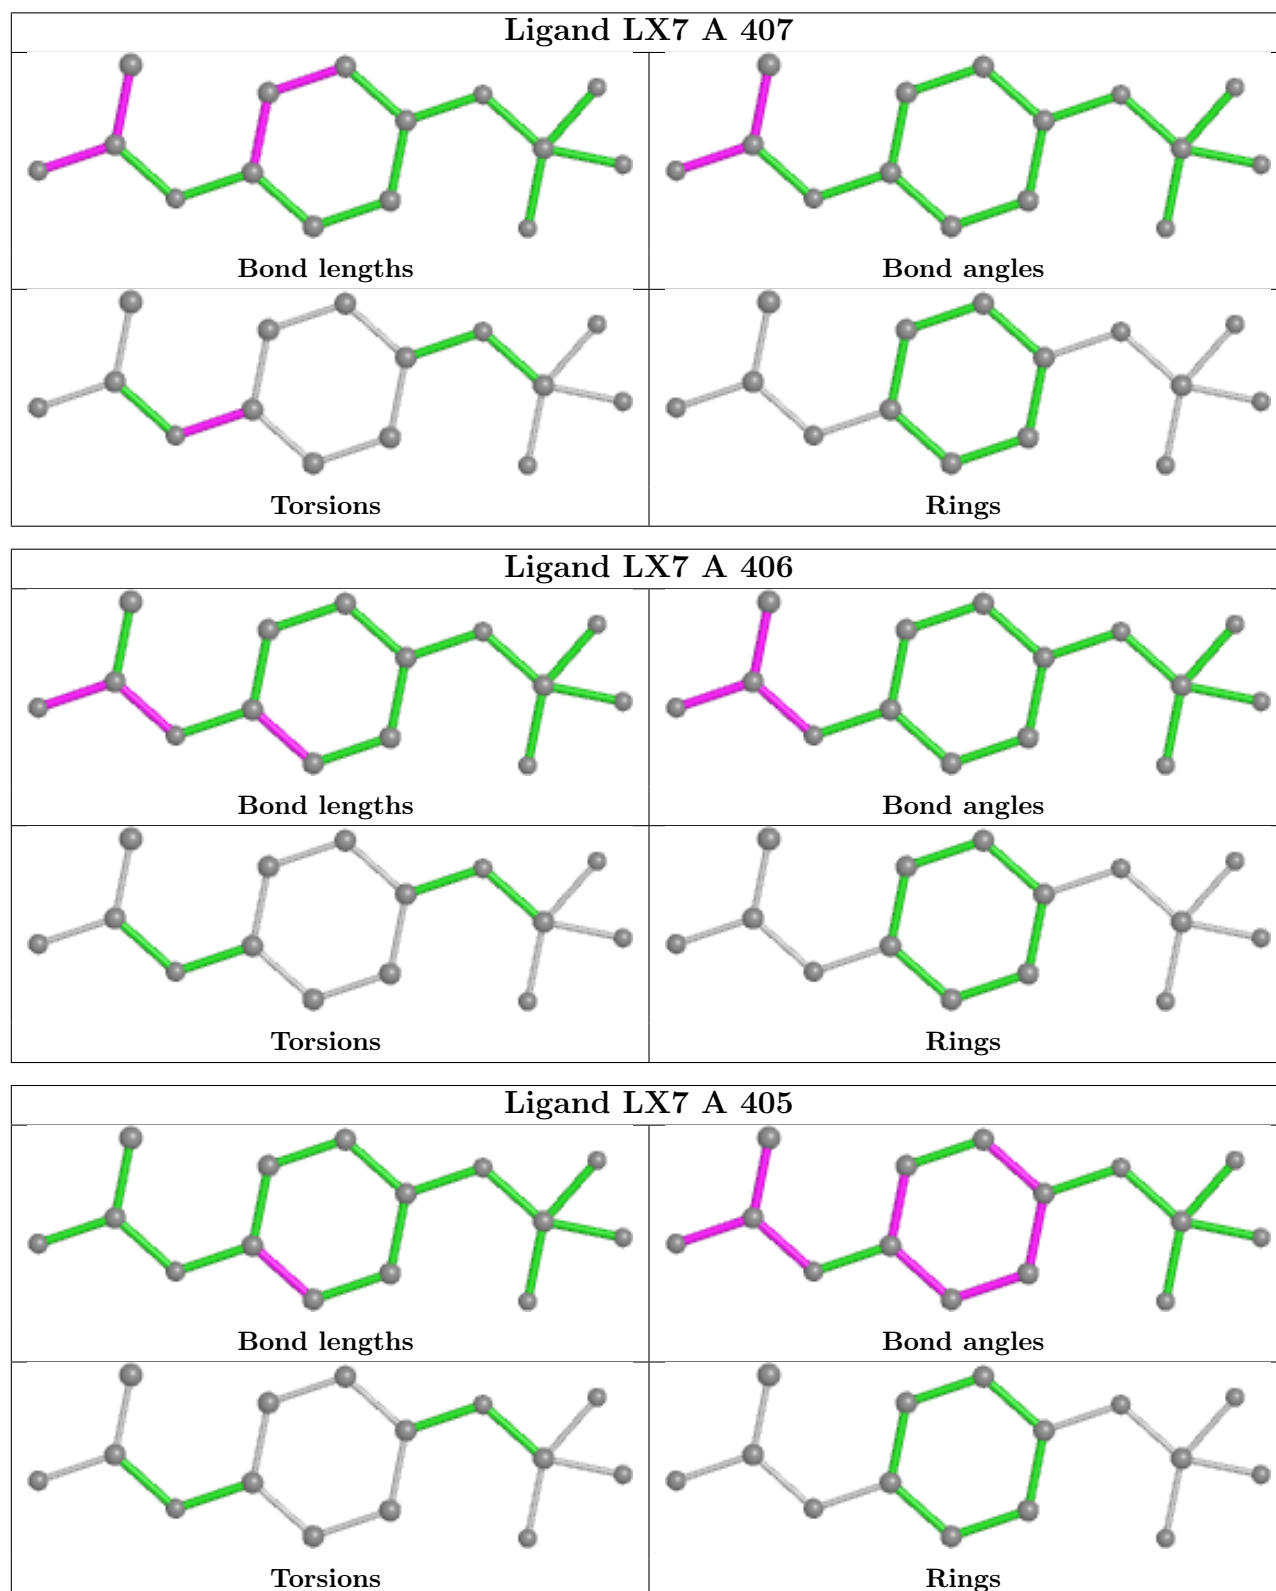 Ligand LX7 A 407
Bond lengths
Bond angles
Torsions
Rings
Ligand LX7 A 406
Bond lengths
Bond angles
Torsions
Rings
Ligand LX7 A 405
Bond lengths
Bond angles
Torsions
Rings